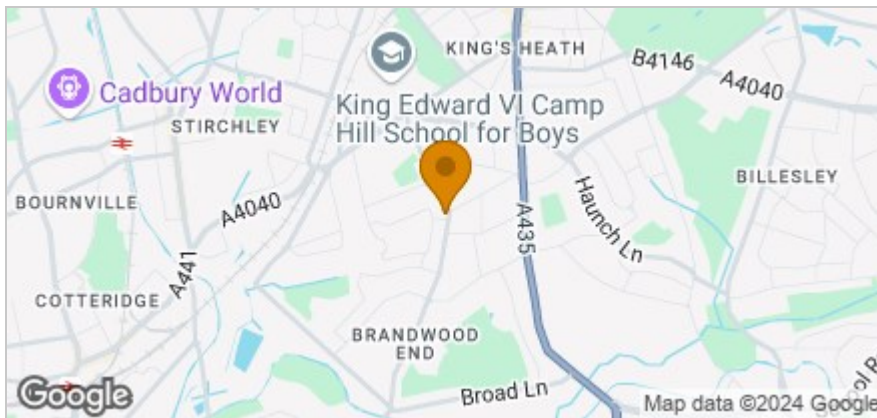 KING'S HEATH
B4146
A4040
Cadbury World
King Edward VI Camp
Hill School for Boys
STIRCHLEY
BILLESLEY
BOURNVILLE
A4040
Haunch Ln
A435
A441
COTTERIDGE
BRANDWOOD
END
Broad Ln
Google
Map data ©2024 Google